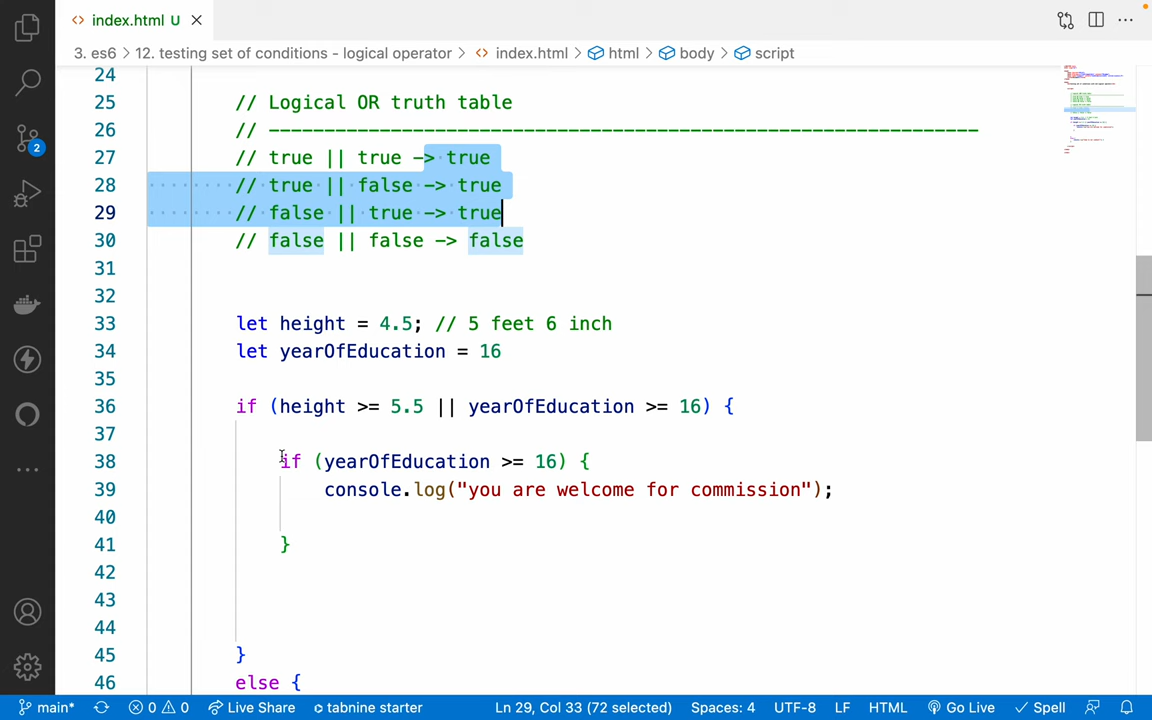 index.html U
3. es6 > 12. testing set of conditions - logical operator > index.html > html > body > script
24
25 // Logical OR truth table
26 // ----------------------------------------------------------------
27 // true || true -> true
28 // true || false -> true
29 // false || true -> true
30 // false || false -> false
31
32
33 let height = 4.5; // 5 feet 6 inch
34 let yearOfEducation = 16
35
36 if (height >= 5.5 || yearOfEducation >= 16) {
37
38 if (yearOfEducation >= 16) {
39 console.log("you are welcome for commission");
40
41 }
42
43
44
45 }
46 else {
2
main* 0 0 Live Share tabnine starter Ln 29, Col 33 (72 selected) Spaces: 4 UTF-8 LF HTML Go Live Spell